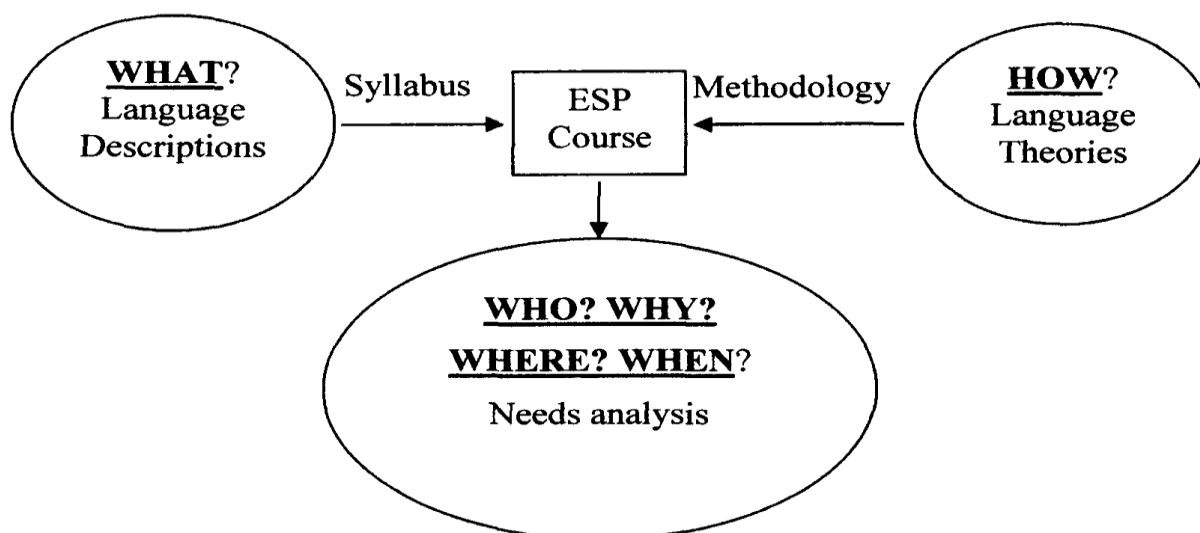 WHAT?
Language
Descriptions
Syllabus
ESP
Course
Methodology
HOW?
Language
Theories
WHO? WHY?
WHERE? WHEN?
Needs analysis